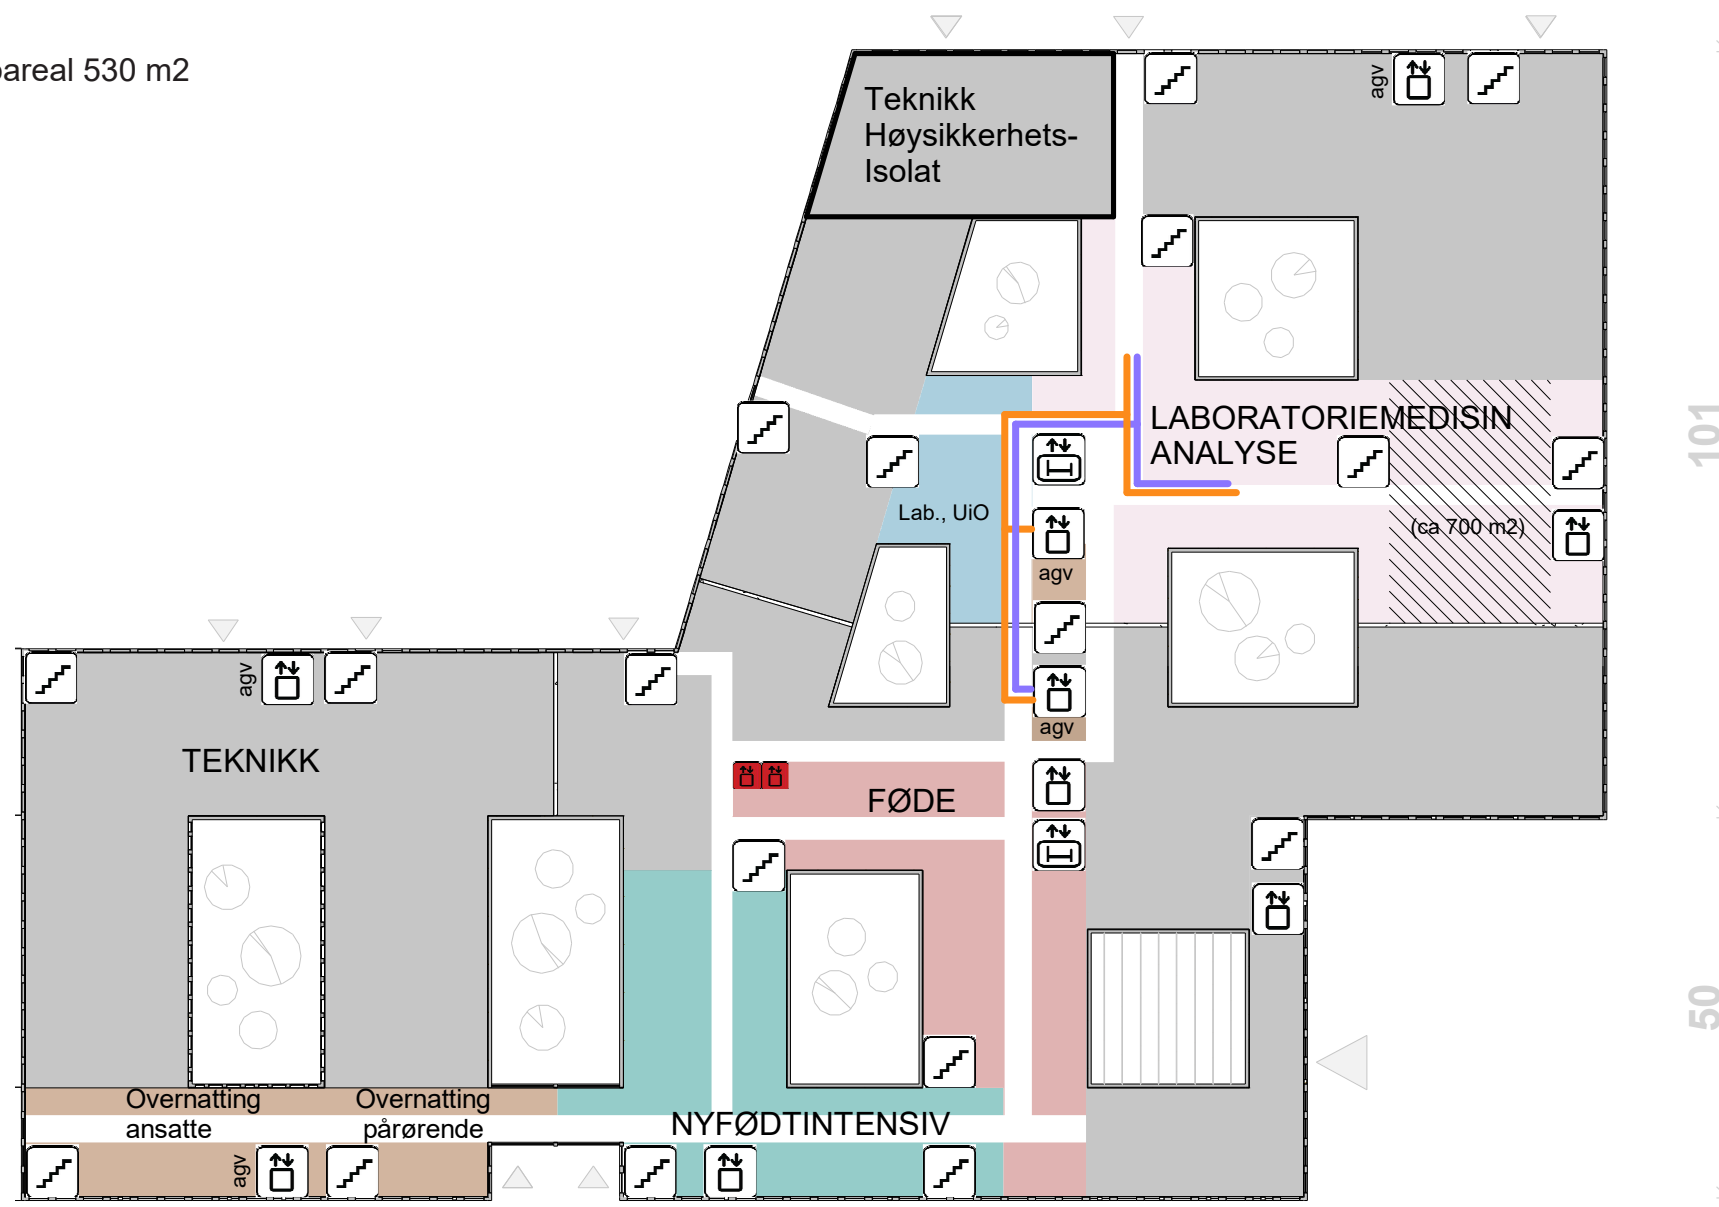 areal 530 m2
Teknikk
Høysikkerhets-
Isolat
agv
LABORATORIEMEDISIN
ANALYSE
101
Lab., UiO
(ca 700 m2)
agv
agv
agv
TEKNIKK
FØDE
50
Overnatting
ansatte
Overnatting
pårørende
NYFØDTINTENSIV
agv